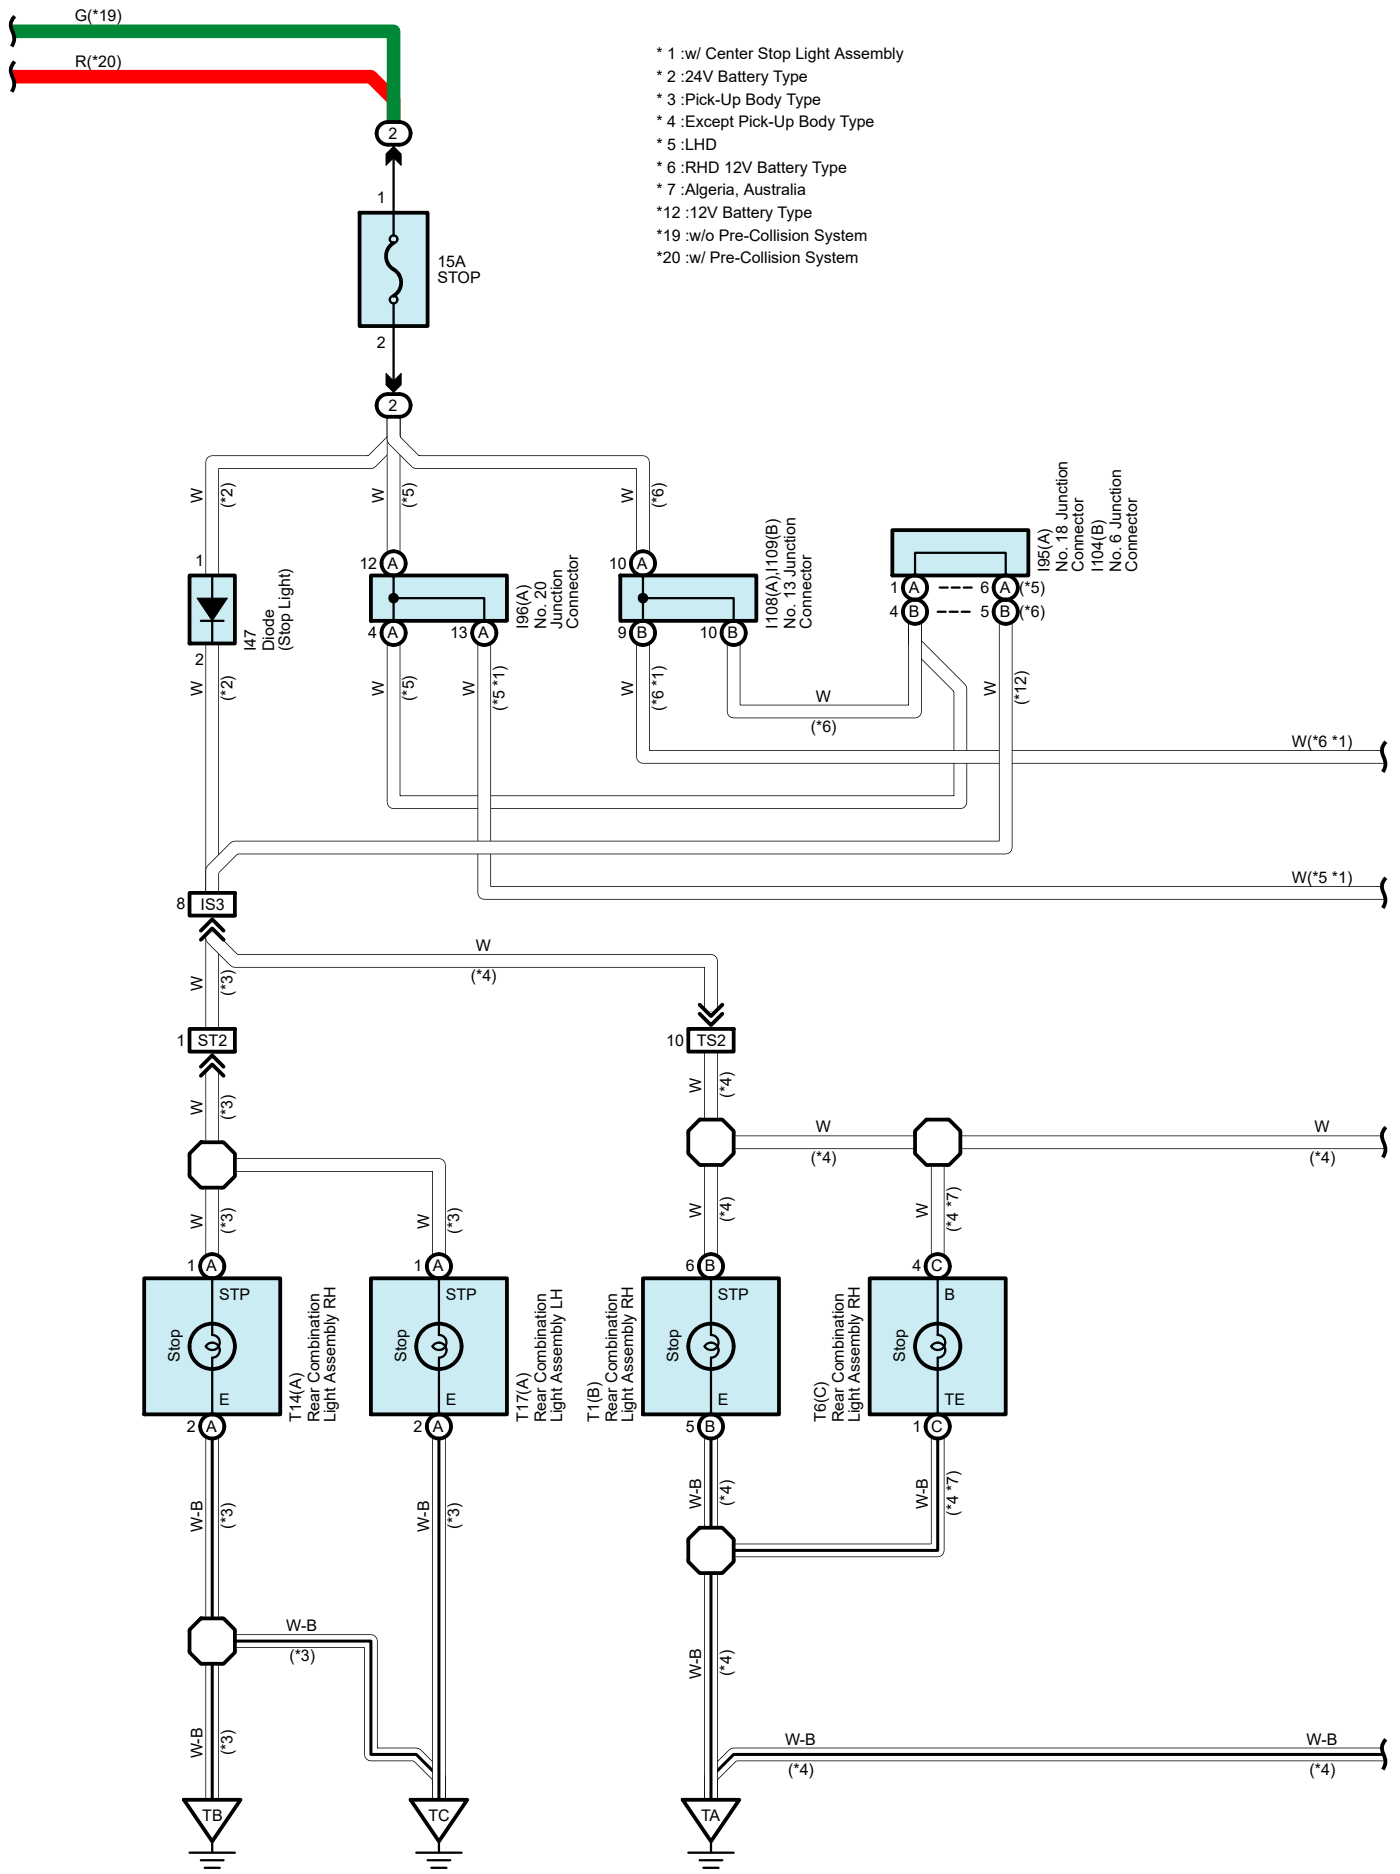 G(*19)
R(*20)
* 1 :w/ Center Stop Light Assembly
* 2 :24V Battery Type
* 3 :Pick-Up Body Type
* 4 :Except Pick-Up Body Type
* 5 :LHD
* 6 :RHD 12V Battery Type
* 7 :Algeria, Australia
*12 :12V Battery Type
*19 :w/o Pre-Collision System
*20 :w/ Pre-Collision System
2
1
15A
STOP
2
2
W
(*2)
W
(*5)
W
(*6)
1
I47
Diode
(Stop Light)
2
12
A
I96(A)
No. 20
Junction
Connector
4
A
13
A
10
A
I108(A),I109(B)
No. 13 Junction
Connector
9
B
10
B
I95(A)
No. 18 Junction
Connector
I104(B)
No. 6 Junction
Connector
1
A
6
A
(*5)
4
B
5
B
(*6)
W
(*2)
W
(*5)
W
(*5 *1)
W
(*6 *1)
W
(*6)
W
(*12)
W(*6 *1)
W(*5 *1)
8
IS3
W
(*3)
W
(*4)
1
ST2
10
TS2
W
(*3)
W
(*4)
W
(*4)
W
(*4)
W
(*3)
W
(*3)
W
(*4)
W
(*4 *7)
1
A
STP
Stop
E
2
A
T14(A)
Rear Combination
Light Assembly RH
1
A
STP
Stop
E
2
A
T17(A)
Rear Combination
Light Assembly LH
6
B
STP
Stop
E
5
B
T1(B)
Rear Combination
Light Assembly RH
4
C
B
Stop
TE
1
C
T6(C)
Rear Combination
Light Assembly RH
W-B
(*3)
W-B
(*3)
W-B
(*4)
W-B
(*4 *7)
W-B
(*3)
W-B
(*4)
W-B
(*3)
W-B
(*4)
W-B
(*4)
TB
TC
TA